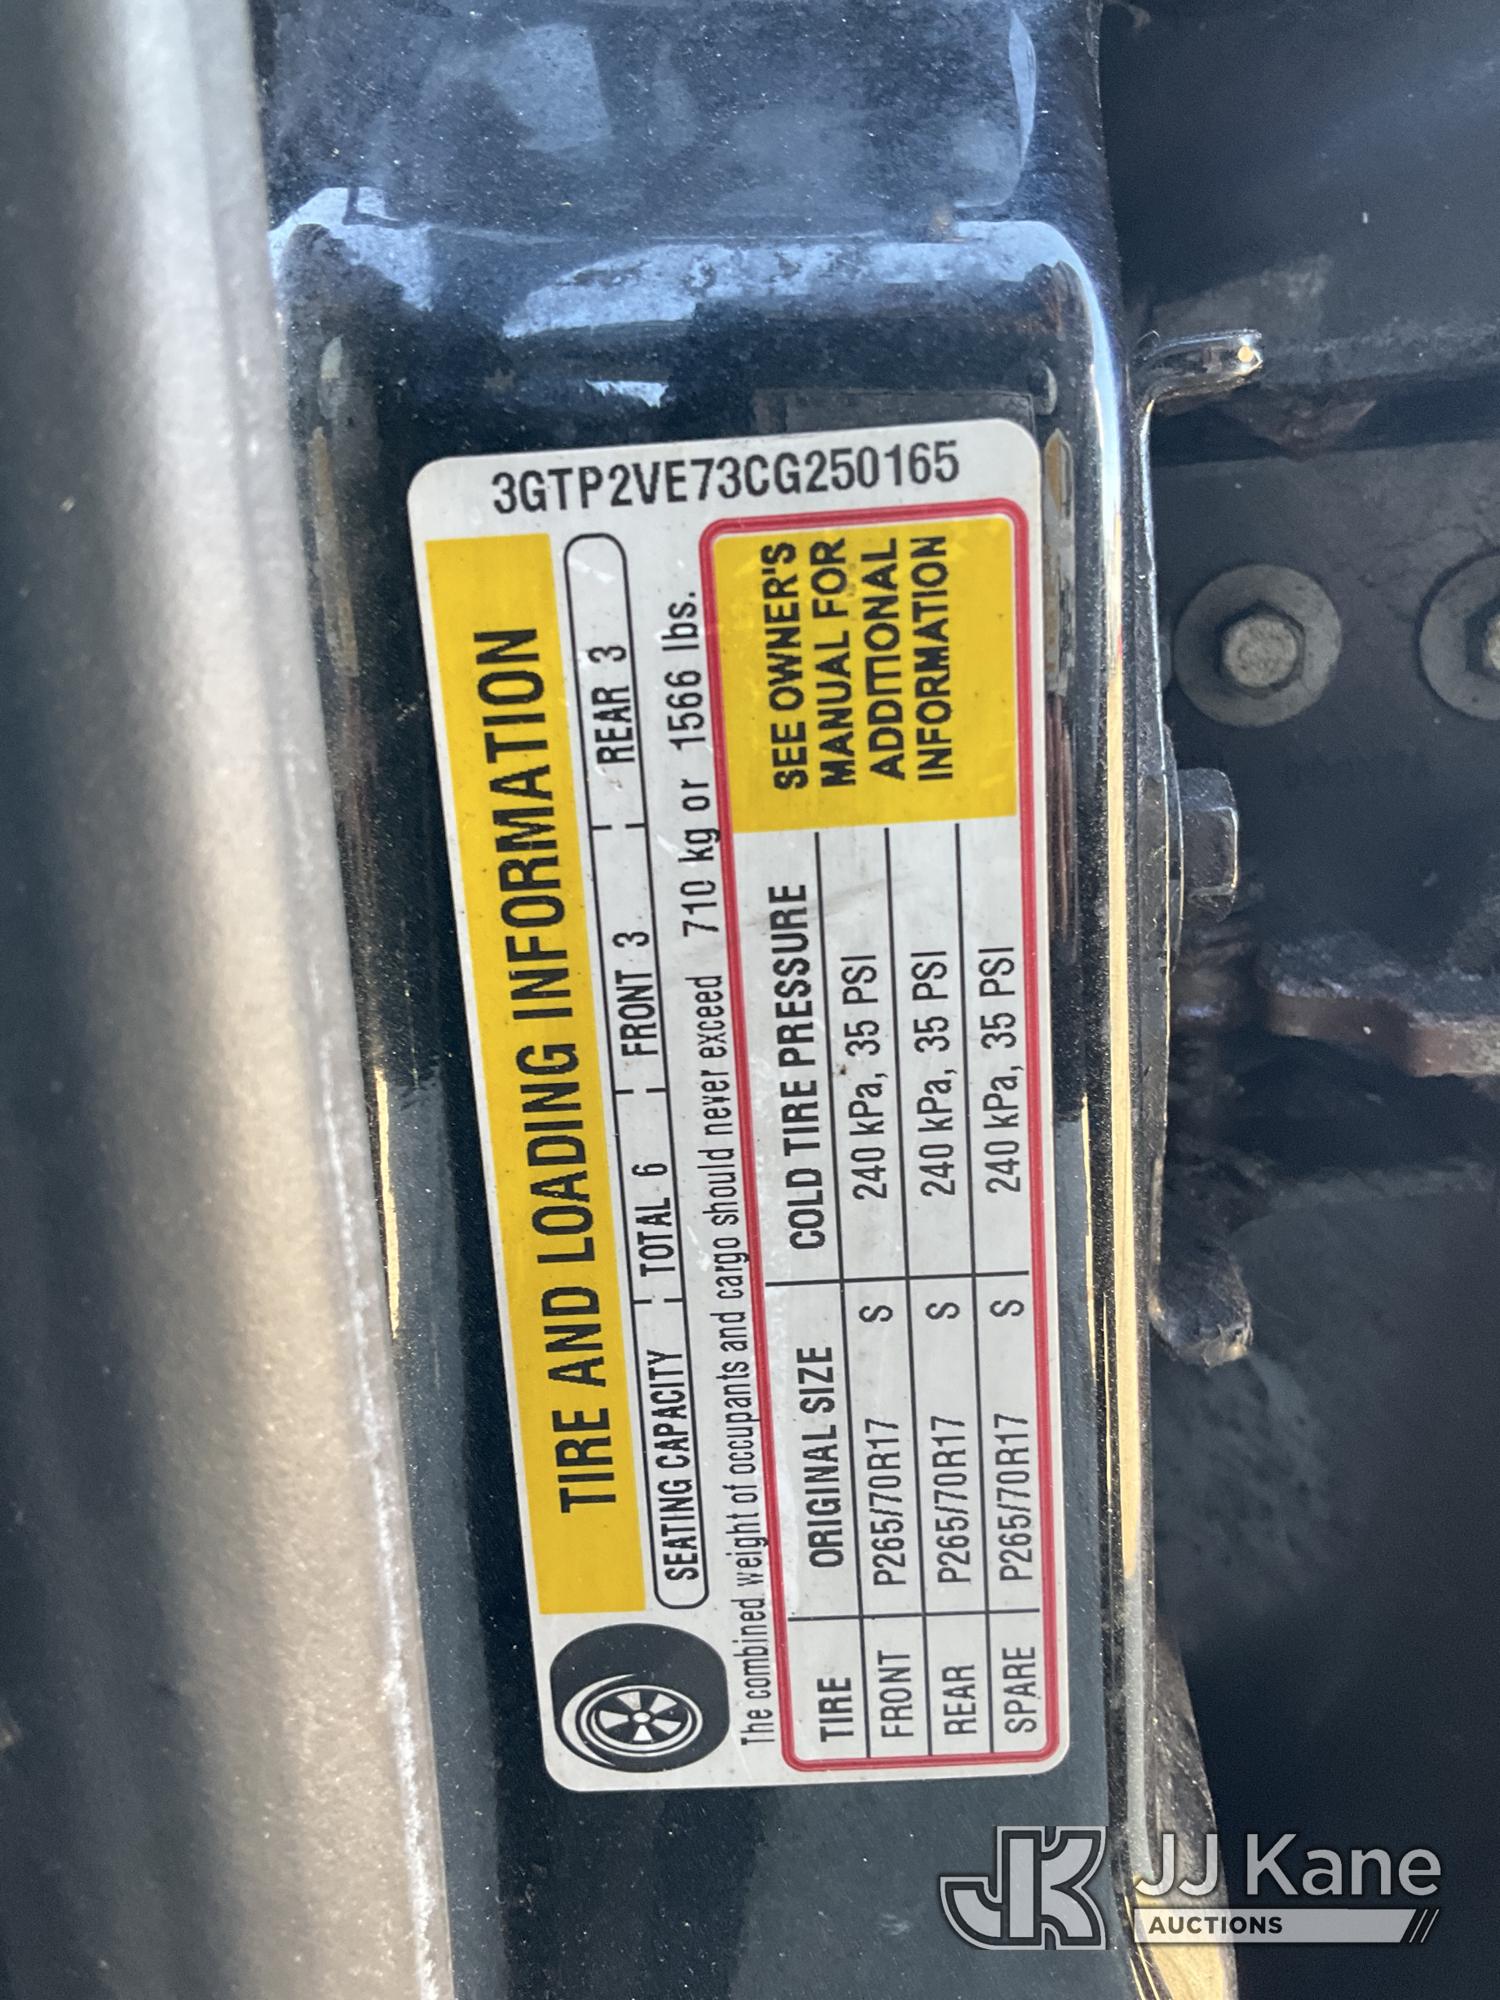 3GTP2VE73CG250165
TIRE AND LOADING INFORMATION
SEATING CAPACITY TOTAL 6 FRONT 3 REAR 3
The combined weight of occupants and cargo should never exceed 710 kg or 1566 lbs.
TIRE ORIGINAL SIZE COLD TIRE PRESSURE
FRONT P265/70R17 S 240 kPa, 35 PSI
REAR P265/70R17 S 240 kPa, 35 PSI
SPARE P265/70R17 S 240 kPa, 35 PSI
SEE OWNER'S
MANUAL FOR
ADDITIONAL
INFORMATION
JK JJ Kane
AUCTIONS